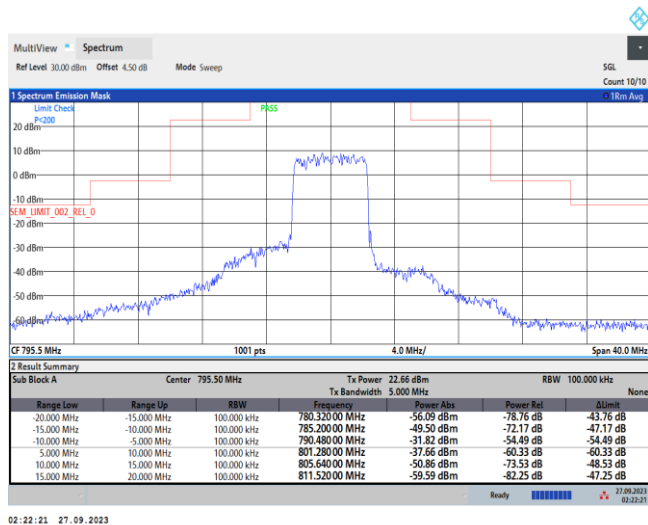 MultiView Spectrum
Ref Level 30.00 dBm Offset 4.50 dB Mode Sweep SGL
Count 10/10
1 Spectrum Emission Mask 1Rm Avg
Limit Check PASS
P<200
20 dBm
10 dBm
0 dBm
-10 dBm
SEM_LIMIT_002_REL_0
-20 dBm
-30 dBm
-40 dBm
-50 dBm
-60 dBm
CF 795.5 MHz 1001 pts 4.0 MHz/ Span 40.0 MHz
2 Result Summary
Sub Block A Center 795.50 MHz Tx Power 22.66 dBm RBW 100.000 kHz
Tx Bandwidth 5.000 MHz None
Range Low Range Up RBW Frequency Power Abs Power Rel ΔLimit
-20.000 MHz -15.000 MHz 100.000 kHz 780.32000 MHz -56.09 dBm -78.76 dB -43.76 dB
-15.000 MHz -10.000 MHz 100.000 kHz 785.20000 MHz -49.50 dBm -72.17 dB -47.17 dB
-10.000 MHz -5.000 MHz 100.000 kHz 790.48000 MHz -31.82 dBm -54.49 dB -54.49 dB
5.000 MHz 10.000 MHz 100.000 kHz 801.28000 MHz -37.66 dBm -60.33 dB -60.33 dB
10.000 MHz 15.000 MHz 100.000 kHz 805.64000 MHz -50.86 dBm -73.53 dB -48.53 dB
15.000 MHz 20.000 MHz 100.000 kHz 811.52000 MHz -59.59 dBm -82.25 dB -47.25 dB
Ready 27.09.2023
02:22:21
02:22:21 27.09.2023